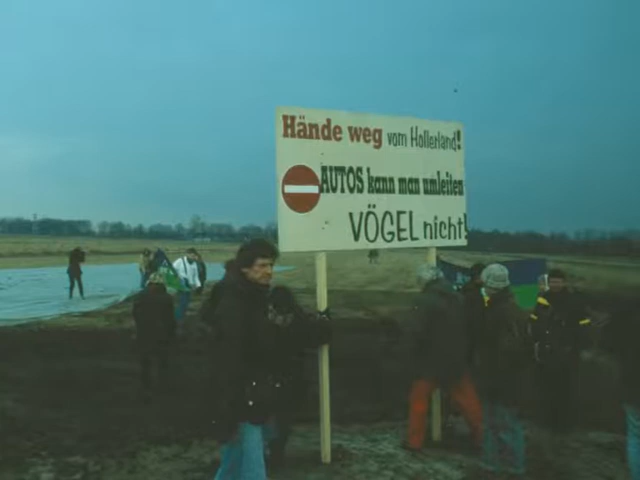 Hände weg vom Hollerland!
AUTOS kann man umleiten
VÖGEL nicht!